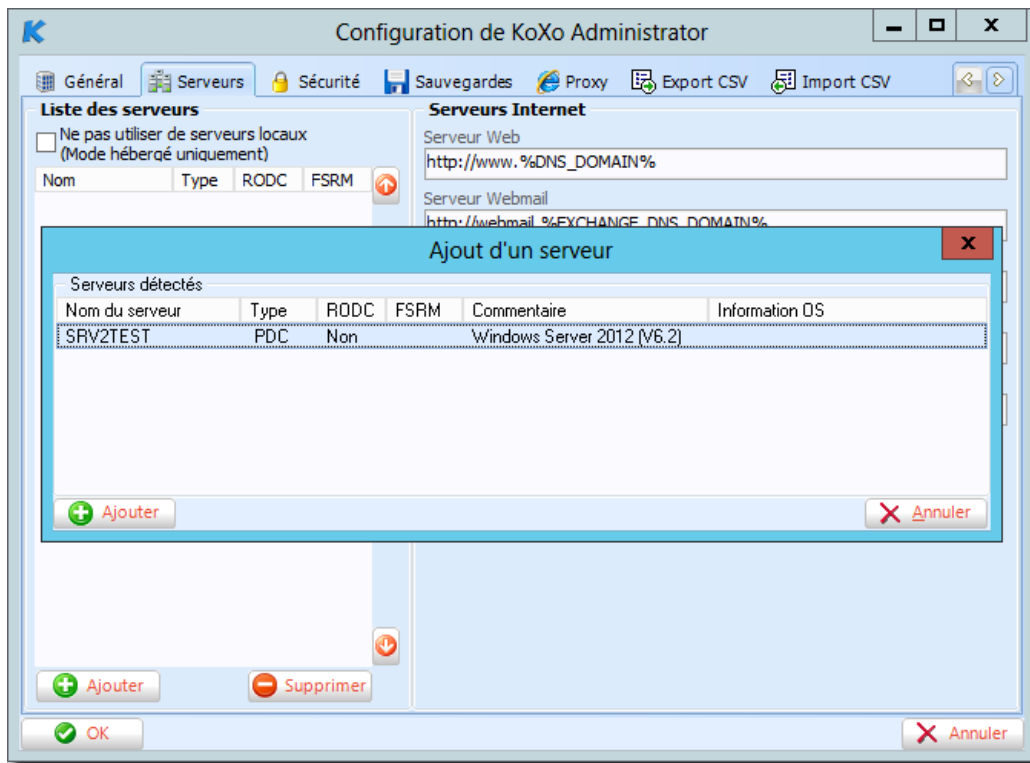 Configuration de KoXo Administrator
Général Serveurs Sécurité Sauvegardes Proxy Export CSV Import CSV
Liste des serveurs
Ne pas utiliser de serveurs locaux
(Mode hébergé uniquement)
Nom Type RODC FSRM
Serveurs Internet
Serveur Web
http://www.%DNS_DOMAIN%
Serveur Webmail
http://webmail.%EXCHANGE_DNS_DOMAIN%
Ajout d'un serveur
Serveurs détectés
Nom du serveur Type RODC FSRM Commentaire Information OS
SRV2TEST PDC Non Windows Server 2012 (V6.2)
Ajouter Annuler
Ajouter Supprimer
OK Annuler